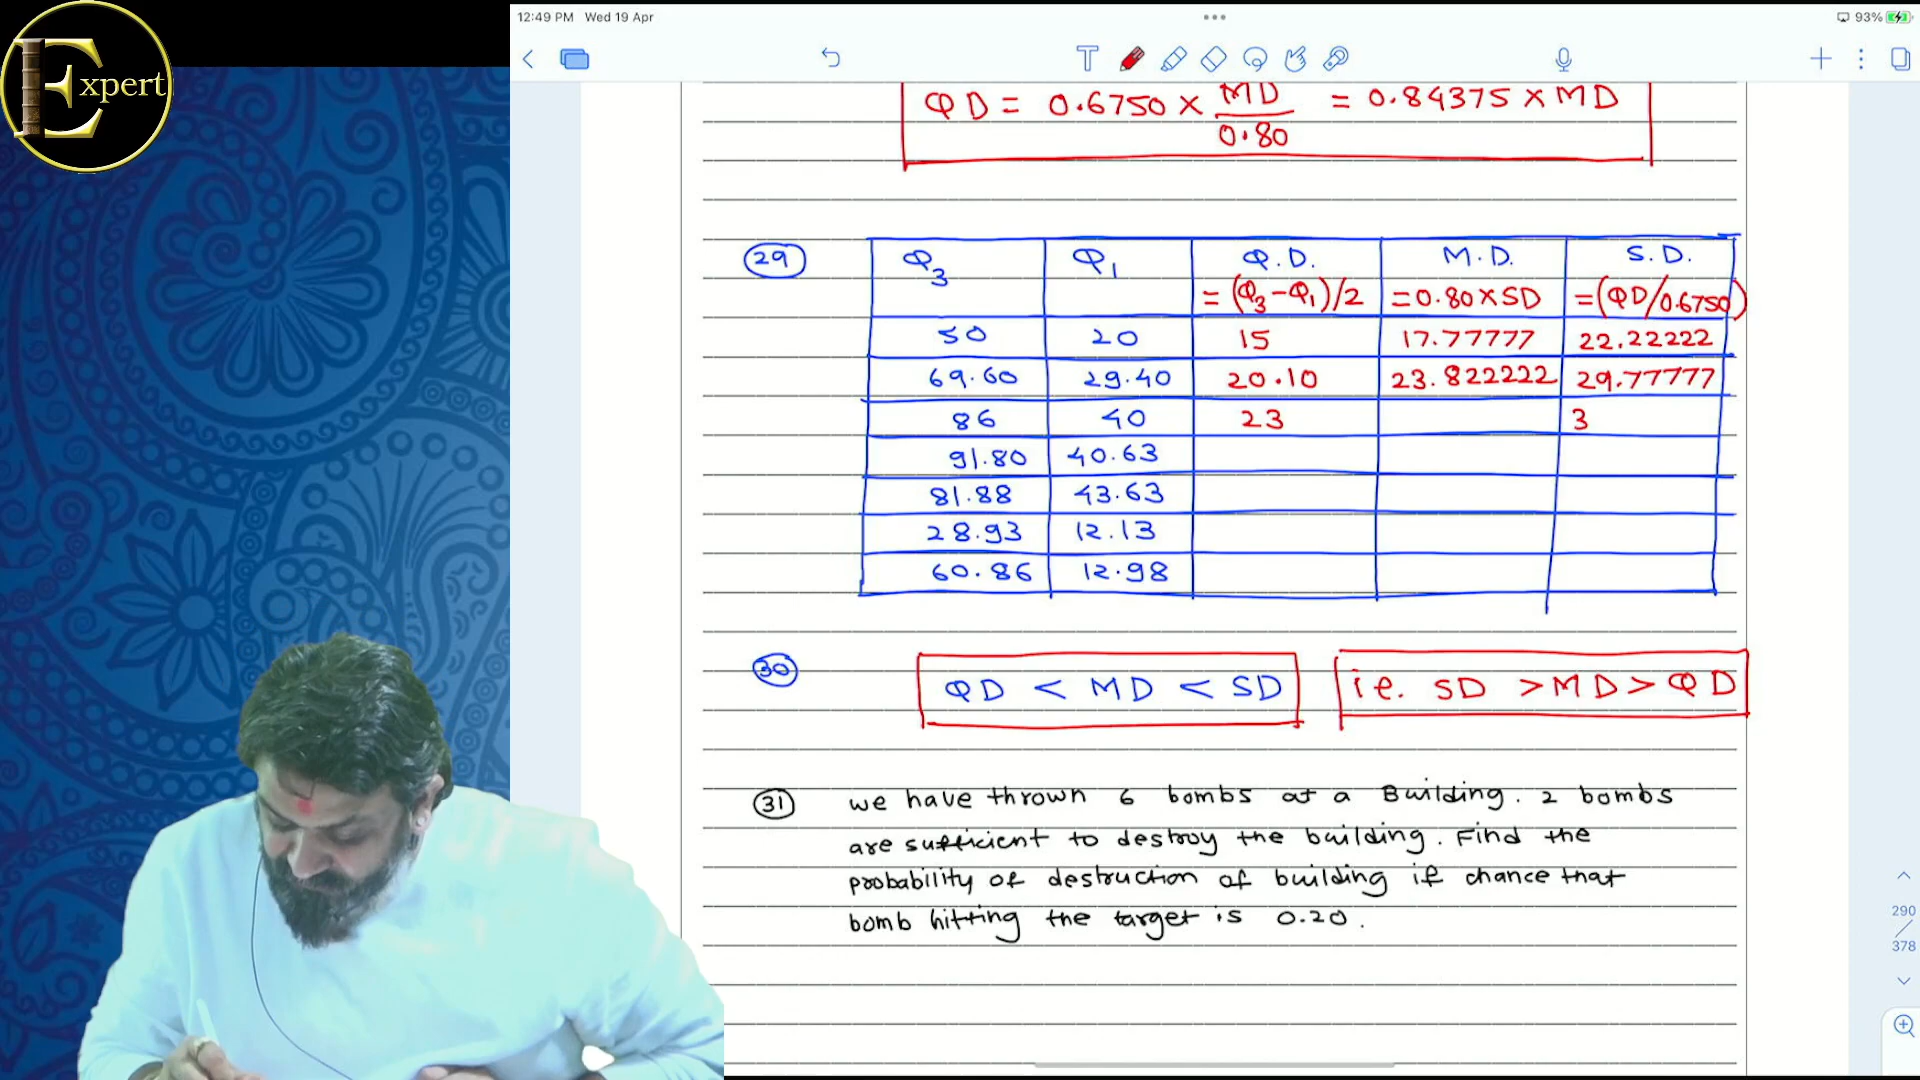 12:49 PM Wed 19 Apr
93%
Expert
QD = 0.6750 × MD/0.80 = 0.84375 × MD
29
Q3 Q1 Q.D. M.D. S.D.
= (Q3-Q1)/2 =0.80×SD =(QD/0.6750)
50 20 15 17.77777 22.22222
69.60 29.40 20.10 23.822222 29.77777
86 40 23 3
91.80 40.63
81.88 43.63
28.93 12.13
60.86 12.98
30 QD < MD < SD i.e. SD > MD > QD
31 we have thrown 6 bombs at a Building. 2 bombs
are sufficient to destroy the building. Find the
probability of destruction of building if chance that
bomb hitting the target is 0.20.
290
/
378